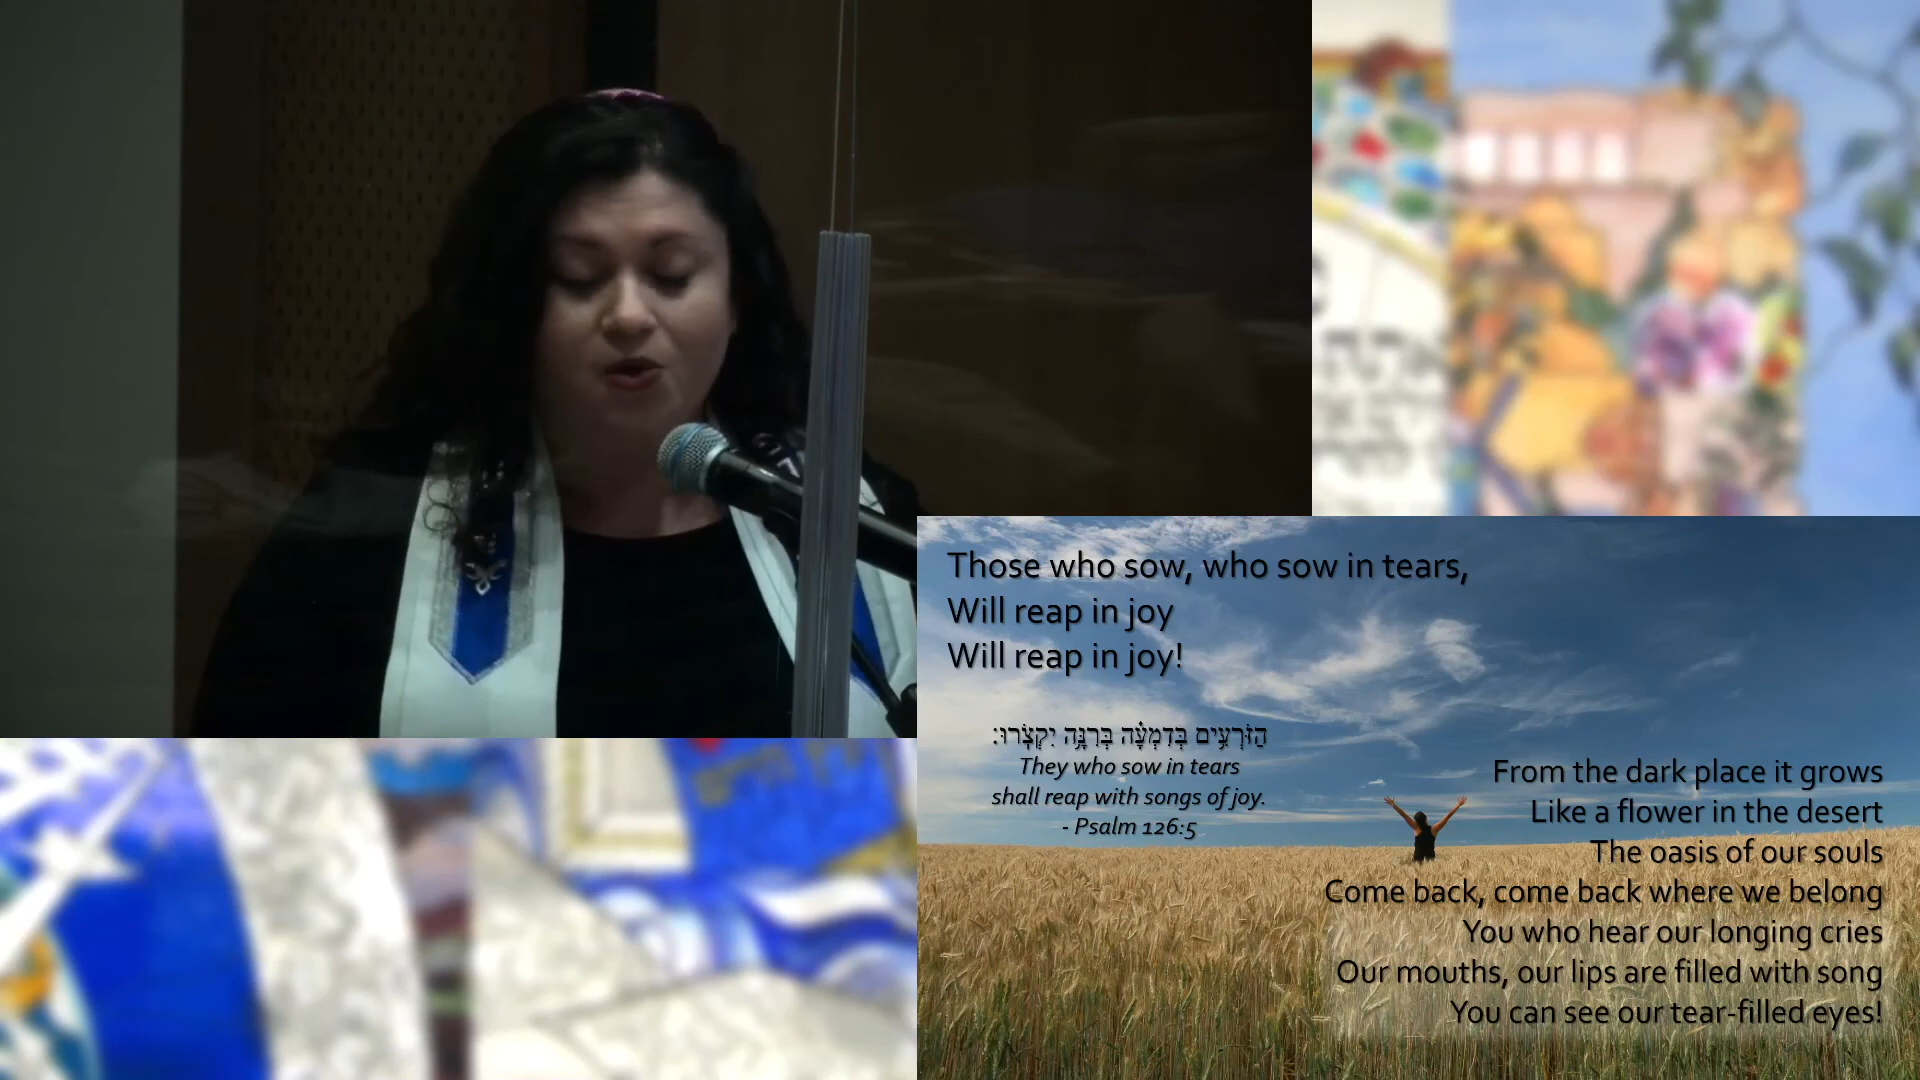 Those who sow, who sow in tears,
Will reap in joy
Will reap in joy!
הַזֹּרְעִ֥ים בְּדִמְעָ֗ה בְּרִנָּ֥ה יִקְצֹֽרוּ׃
They who sow in tears
shall reap with songs of joy.
- Psalm 126:5
From the dark place it grows
Like a flower in the desert
The oasis of our souls
Come back, come back where we belong
You who hear our longing cries
Our mouths, our lips are filled with song
You can see our tear-filled eyes!